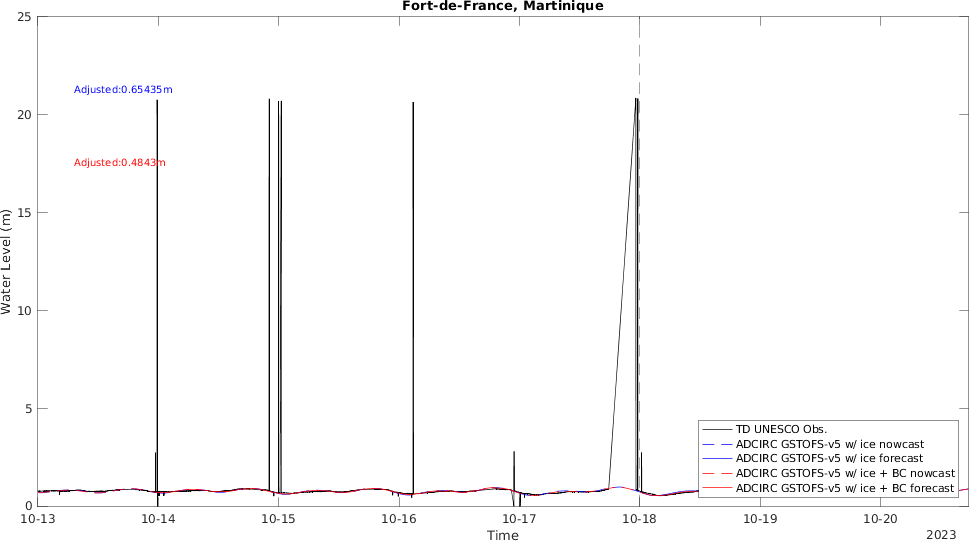 Fort-de-France, Martinique
25
20
15
10
5
0
Water Level (m)
Adjusted:0.65435m
Adjusted:0.4843m
TD UNESCO Obs.
ADCIRC GSTOFS-v5 w/ ice nowcast
ADCIRC GSTOFS-v5 w/ ice forecast
ADCIRC GSTOFS-v5 w/ ice + BC nowcast
ADCIRC GSTOFS-v5 w/ ice + BC forecast
10-13 10-14 10-15 10-16 10-17 10-18 10-19 10-20
Time
2023